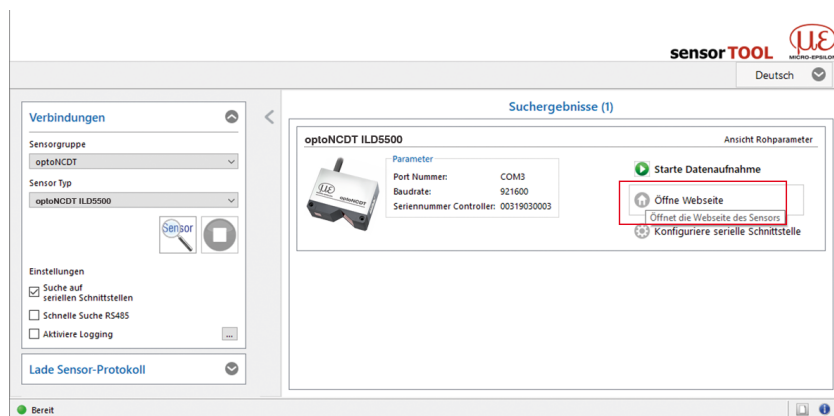 sensorTOOL
με
MICRO-EPSILON
Deutsch
Verbindungen
Sensorgruppe
optoNCDT
Sensor Typ
optoNCDT ILD5500
Sensor
Einstellungen
Suche auf
seriellen Schnittstellen
Schnelle Suche RS485
Aktiviere Logging
...
Lade Sensor-Protokoll
Suchergebnisse (1)
optoNCDT ILD5500
Ansicht Rohparameter
με
optoNCDT
Parameter
Port Nummer: COM3
Baudrate: 921600
Seriennummer Controller: 00319030003
Starte Datenaufnahme
Öffne Webseite
Öffnet die Webseite des Sensors
Konfiguriere serielle Schnittstelle
Bereit